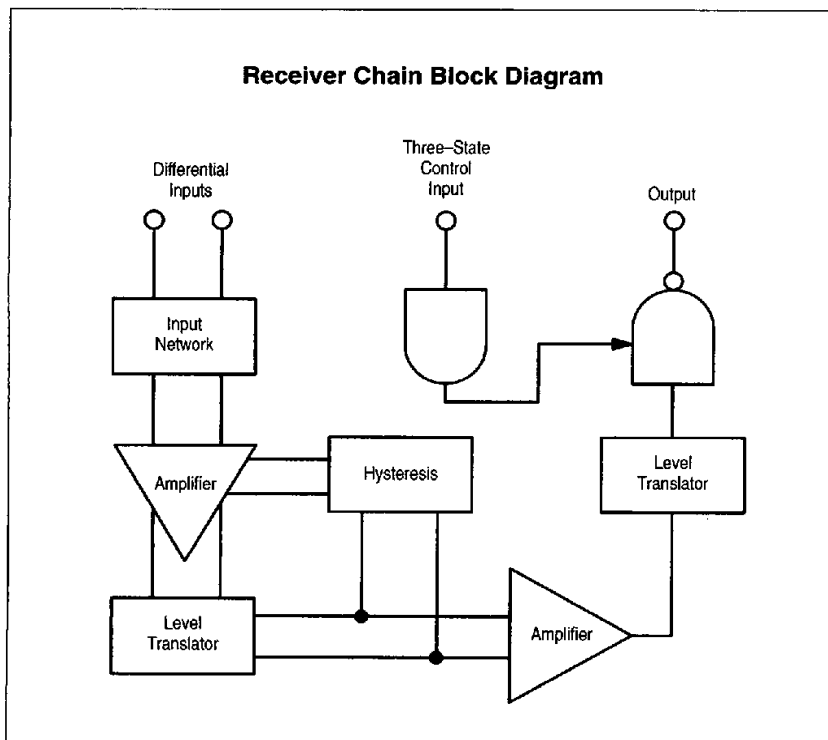 Receiver Chain Block Diagram
Differential
Inputs
Three–State
Control
Input
Output
Input
Network
Amplifier
Hysteresis
Level
Translator
Level
Translator
Amplifier